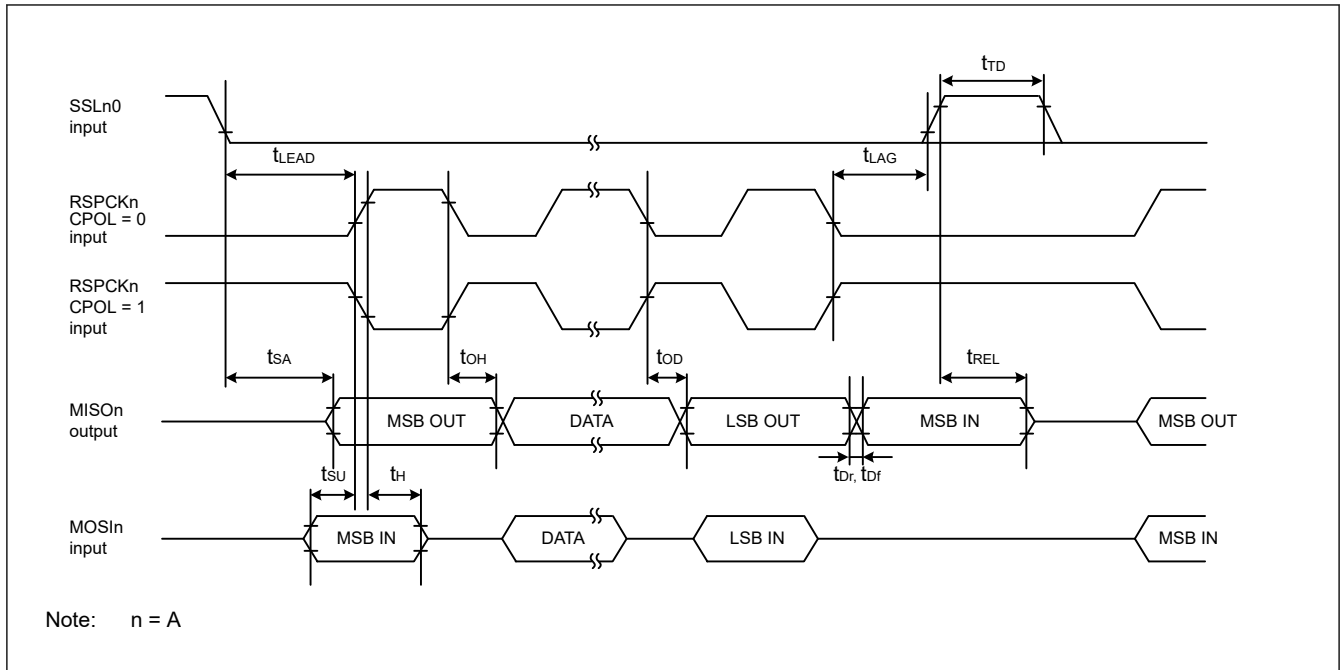 tTD
SSLn0
input
tLEAD
tLAG
RSPCKn
CPOL = 0
input
RSPCKn
CPOL = 1
input
tSA
tOH
tOD
tREL
MISOn
output
MSB OUT
DATA
LSB OUT
MSB IN
MSB OUT
tSU
tH
tDr, tDf
MOSIn
input
MSB IN
DATA
LSB IN
MSB IN
Note: n = A